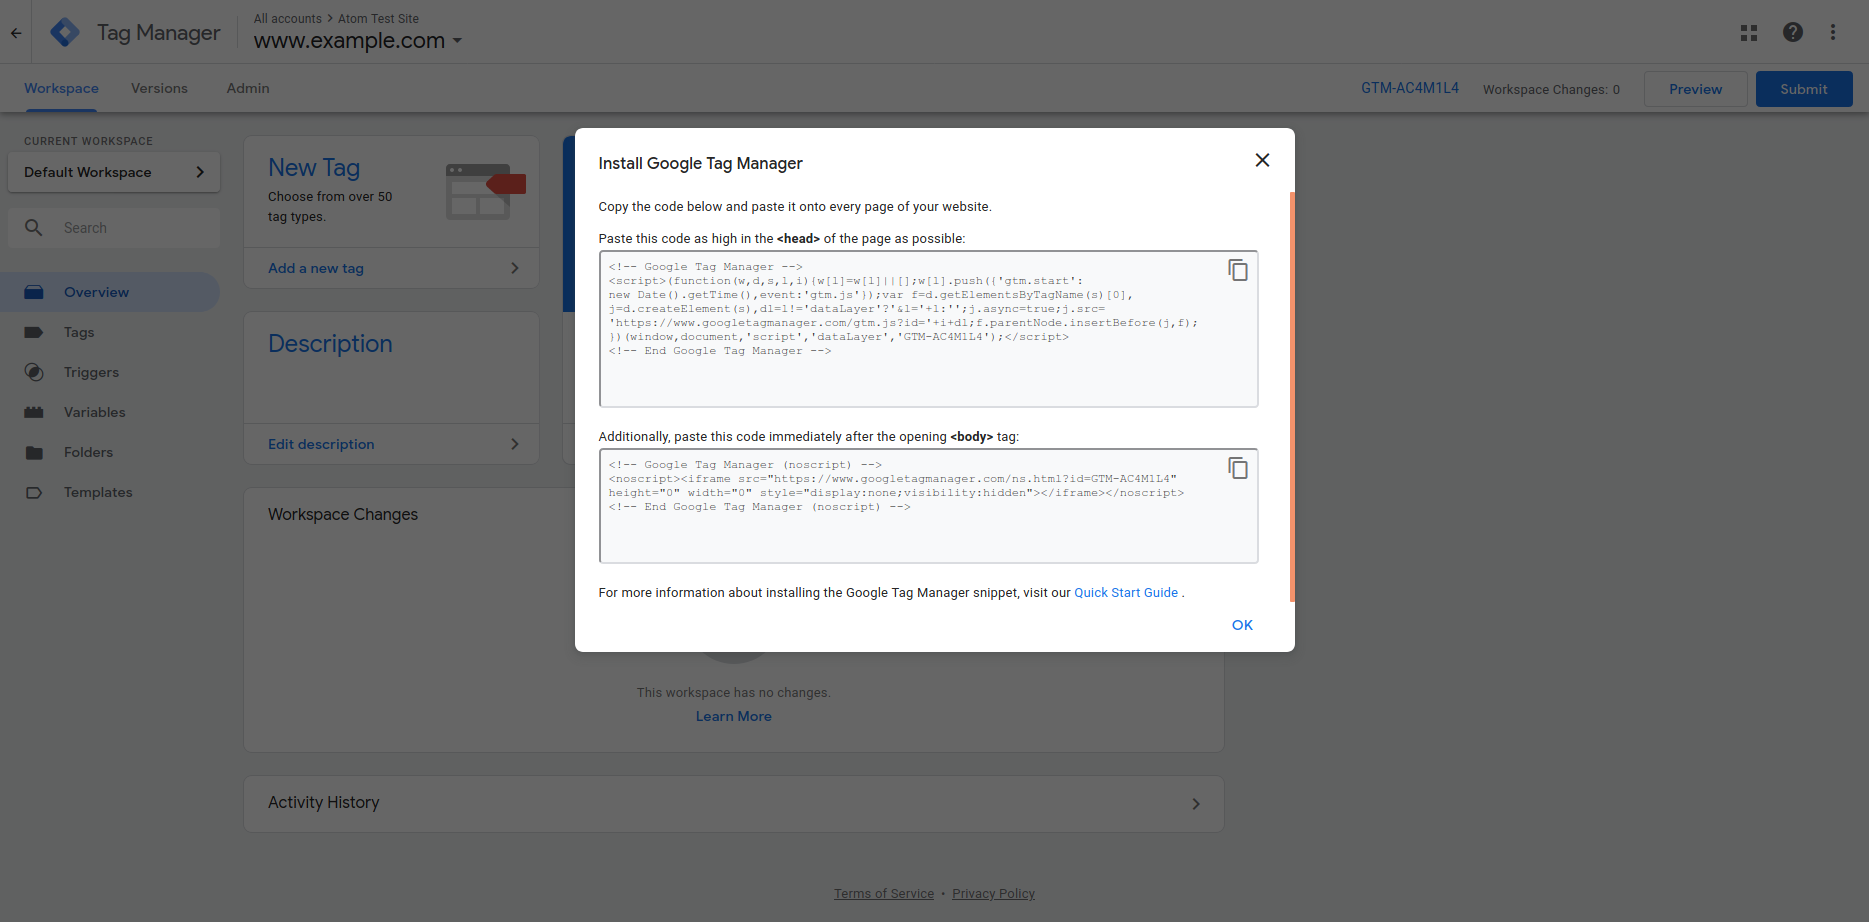 Tag Manager
All accounts > Atom Test Site
www.example.com
Workspace
Versions
Admin
GTM-AC4M1L4
Workspace Changes: 0
Preview
Submit
CURRENT WORKSPACE
Default Workspace
Search
Overview
Tags
Triggers
Variables
Folders
Templates
New Tag
Choose from over 50
tag types.
Add a new tag
Description
Edit description
Workspace Changes
Install Google Tag Manager
Copy the code below and paste it onto every page of your website.
Paste this code as high in the <head> of the page as possible:
<!-- Google Tag Manager -->
<script>(function(w,d,s,l,i){w[l]=w[l]||[];w[l].push({'gtm.start':
new Date().getTime(),event:'gtm.js'});var f=d.getElementsByTagName(s)[0],
j=d.createElement(s),dl=l!='dataLayer'?'&l='+l:'';j.async=true;j.src=
'https://www.googletagmanager.com/gtm.js?id='+i+dl;f.parentNode.insertBefore(j,f);
})(window,document,'script','dataLayer','GTM-AC4M1L4');</script>
<!-- End Google Tag Manager -->
Additionally, paste this code immediately after the opening <body> tag:
<!-- Google Tag Manager (noscript) -->
<noscript><iframe src="https://www.googletagmanager.com/ns.html?id=GTM-AC4M1L4"
height="0" width="0" style="display:none;visibility:hidden"></iframe></noscript>
<!-- End Google Tag Manager (noscript) -->
For more information about installing the Google Tag Manager snippet, visit our Quick Start Guide .
OK
This workspace has no changes.
Learn More
Activity History
Terms of Service • Privacy Policy